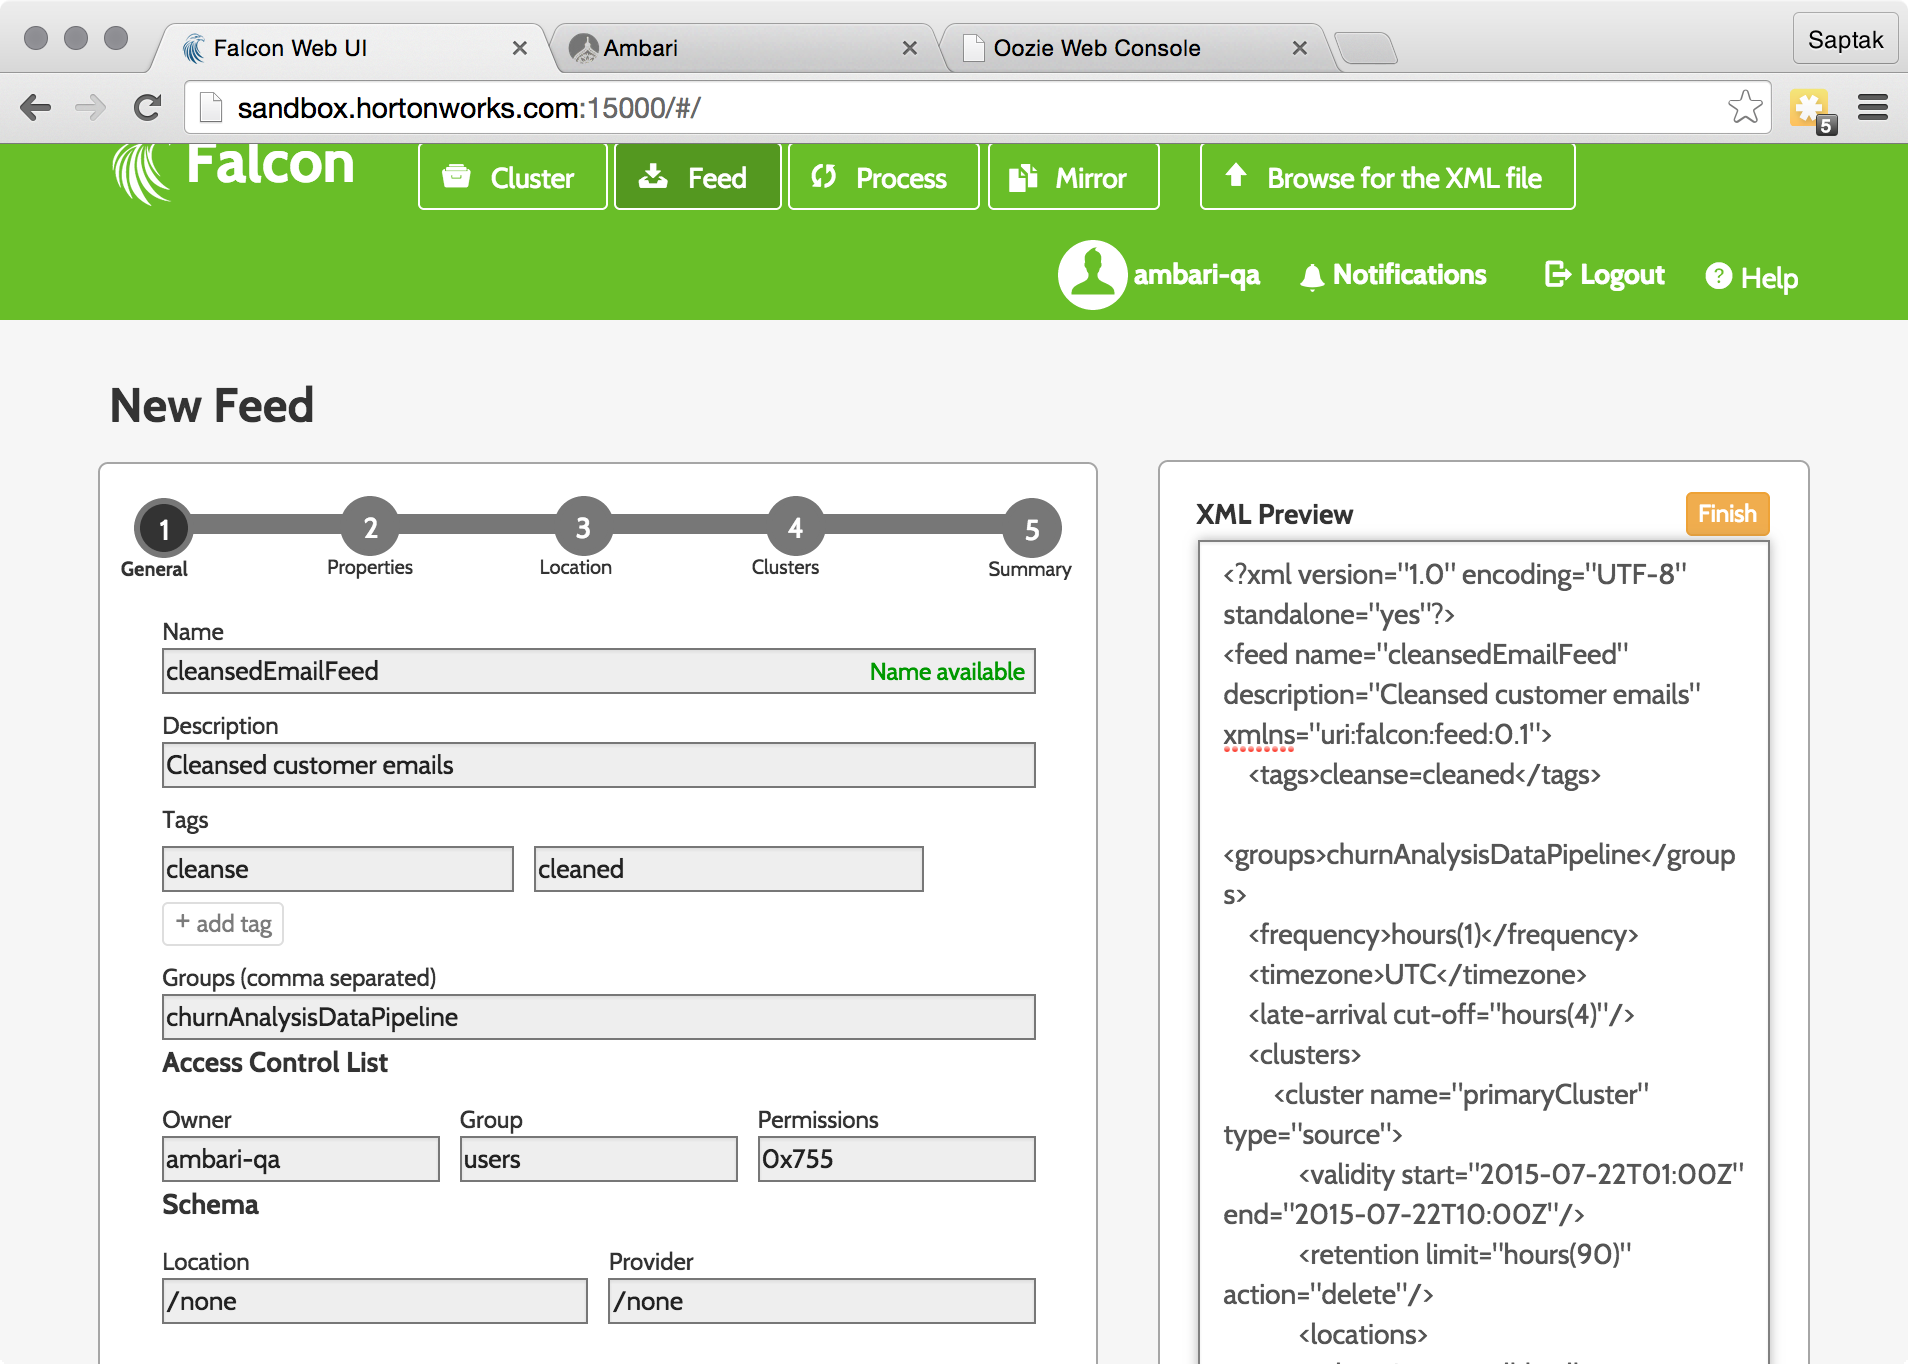 Falcon Web UI
Ambari
Oozie Web Console
Saptak
sandbox.hortonworks.com:15000/#/
5
Falcon
Cluster
Feed
Process
Mirror
Browse for the XML file
ambari-qa
Notifications
Logout
? Help
New Feed
1
2
3
4
5
General
Properties
Location
Clusters
Summary
Name
cleansedEmailFeed
Name available
Description
Cleansed customer emails
Tags
cleanse
cleaned
+ add tag
Groups (comma separated)
churnAnalysisDataPipeline
Access Control List
Owner
Group
Permissions
ambari-qa
users
0x755
Schema
Location
Provider
/none
/none
XML Preview
Finish
<?xml version="1.0" encoding="UTF-8"
standalone="yes"?>
<feed name="cleansedEmailFeed"
description="Cleansed customer emails"
xmlns="uri:falcon:feed:0.1">
<tags>cleanse=cleaned</tags>
<groups>churnAnalysisDataPipeline</group
s>
<frequency>hours(1)</frequency>
<timezone>UTC</timezone>
<late-arrival cut-off="hours(4)"/>
<clusters>
<cluster name="primaryCluster"
type="source">
<validity start="2015-07-22T01:00Z"
end="2015-07-22T10:00Z"/>
<retention limit="hours(90)"
action="delete"/>
<locations>